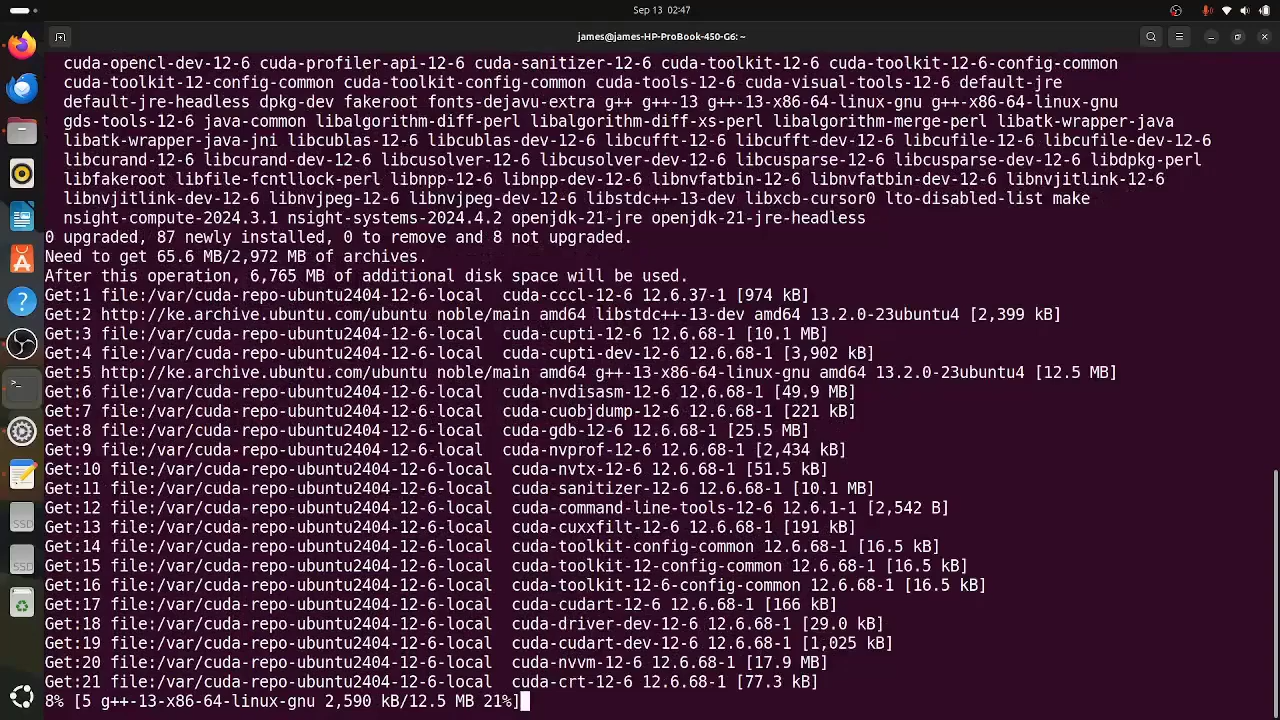 Sep 13 02:47
james@james-HP-ProBook-450-G6: ~
cuda-opencl-dev-12-6 cuda-profiler-api-12-6 cuda-sanitizer-12-6 cuda-toolkit-12-6 cuda-toolkit-12-6-config-common
cuda-toolkit-12-config-common cuda-toolkit-config-common cuda-tools-12-6 cuda-visual-tools-12-6 default-jre
default-jre-headless dpkg-dev fakeroot fonts-dejavu-extra g++ g++-13 g++-13-x86-64-linux-gnu g++-x86-64-linux-gnu
gds-tools-12-6 java-common libalgorithm-diff-perl libalgorithm-diff-xs-perl libalgorithm-merge-perl libatk-wrapper-java
libatk-wrapper-java-jni libcublas-12-6 libcublas-dev-12-6 libcufft-12-6 libcufft-dev-12-6 libcufile-12-6 libcufile-dev-12-6
libcurand-12-6 libcurand-dev-12-6 libcusolver-12-6 libcusolver-dev-12-6 libcusparse-12-6 libcusparse-dev-12-6 libdpkg-perl
libfakeroot libfile-fcntllock-perl libnpp-12-6 libnpp-dev-12-6 libnvfatbin-12-6 libnvfatbin-dev-12-6 libnvjitlink-12-6
libnvjitlink-dev-12-6 libnvjpeg-12-6 libnvjpeg-dev-12-6 libstdc++-13-dev libxcb-cursor0 lto-disabled-list make
nsight-compute-2024.3.1 nsight-systems-2024.4.2 openjdk-21-jre openjdk-21-jre-headless
0 upgraded, 87 newly installed, 0 to remove and 8 not upgraded.
Need to get 65.6 MB/2,972 MB of archives.
After this operation, 6,765 MB of additional disk space will be used.
Get:1 file:/var/cuda-repo-ubuntu2404-12-6-local  cuda-cccl-12-6 12.6.37-1 [974 kB]
Get:2 http://ke.archive.ubuntu.com/ubuntu noble/main amd64 libstdc++-13-dev amd64 13.2.0-23ubuntu4 [2,399 kB]
Get:3 file:/var/cuda-repo-ubuntu2404-12-6-local  cuda-cupti-12-6 12.6.68-1 [10.1 MB]
Get:4 file:/var/cuda-repo-ubuntu2404-12-6-local  cuda-cupti-dev-12-6 12.6.68-1 [3,902 kB]
Get:5 http://ke.archive.ubuntu.com/ubuntu noble/main amd64 g++-13-x86-64-linux-gnu amd64 13.2.0-23ubuntu4 [12.5 MB]
Get:6 file:/var/cuda-repo-ubuntu2404-12-6-local  cuda-nvdisasm-12-6 12.6.68-1 [49.9 MB]
Get:7 file:/var/cuda-repo-ubuntu2404-12-6-local  cuda-cuobjdump-12-6 12.6.68-1 [221 kB]
Get:8 file:/var/cuda-repo-ubuntu2404-12-6-local  cuda-gdb-12-6 12.6.68-1 [25.5 MB]
Get:9 file:/var/cuda-repo-ubuntu2404-12-6-local  cuda-nvprof-12-6 12.6.68-1 [2,434 kB]
Get:10 file:/var/cuda-repo-ubuntu2404-12-6-local  cuda-nvtx-12-6 12.6.68-1 [51.5 kB]
Get:11 file:/var/cuda-repo-ubuntu2404-12-6-local  cuda-sanitizer-12-6 12.6.68-1 [10.1 MB]
Get:12 file:/var/cuda-repo-ubuntu2404-12-6-local  cuda-command-line-tools-12-6 12.6.1-1 [2,542 B]
Get:13 file:/var/cuda-repo-ubuntu2404-12-6-local  cuda-cuxxfilt-12-6 12.6.68-1 [191 kB]
Get:14 file:/var/cuda-repo-ubuntu2404-12-6-local  cuda-toolkit-config-common 12.6.68-1 [16.5 kB]
Get:15 file:/var/cuda-repo-ubuntu2404-12-6-local  cuda-toolkit-12-config-common 12.6.68-1 [16.5 kB]
Get:16 file:/var/cuda-repo-ubuntu2404-12-6-local  cuda-toolkit-12-6-config-common 12.6.68-1 [16.5 kB]
Get:17 file:/var/cuda-repo-ubuntu2404-12-6-local  cuda-cudart-12-6 12.6.68-1 [166 kB]
Get:18 file:/var/cuda-repo-ubuntu2404-12-6-local  cuda-driver-dev-12-6 12.6.68-1 [29.0 kB]
Get:19 file:/var/cuda-repo-ubuntu2404-12-6-local  cuda-cudart-dev-12-6 12.6.68-1 [1,025 kB]
Get:20 file:/var/cuda-repo-ubuntu2404-12-6-local  cuda-nvvm-12-6 12.6.68-1 [17.9 MB]
Get:21 file:/var/cuda-repo-ubuntu2404-12-6-local  cuda-crt-12-6 12.6.68-1 [77.3 kB]
8% [5 g++-13-x86-64-linux-gnu 2,590 kB/12.5 MB 21%]
SSD
SSD